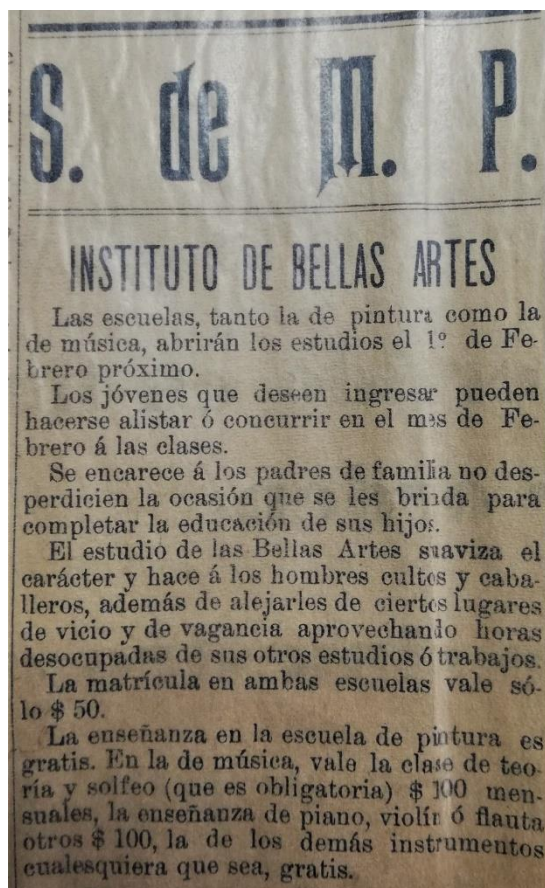 S. de M. P.
INSTITUTO DE BELLAS ARTES
Las escuelas, tanto la de pintura como la
de música, abrirán los estudios el 1º de Fe-
brero próximo.
Los jóvenes que deseen ingresar pueden
hacerse alistar ó concurrir en el mes de Fe-
brero á las clases.
Se encarece á los padres de familia no des-
perdicien la ocasión que se les brinda para
completar la educación de sus hijos.
El estudio de las Bellas Artes suaviza el
carácter y hace á los hombres cultos y caba-
lleros, además de alejarles de ciertos lugares
de vicio y de vagancia aprovechando horas
desocupadas de sus otros estudios ó trabajos.
La matrícula en ambas escuelas vale só-
lo $ 50.
La enseñanza en la escuela de pintura es
gratis. En la de música, vale la clase de teo-
ría y solfeo (que es obligatoria) $ 100 men-
suales, la enseñanza de piano, violín ó flauta
otros $ 100, la de los demás instrumentos
cualesquiera que sea, gratis.